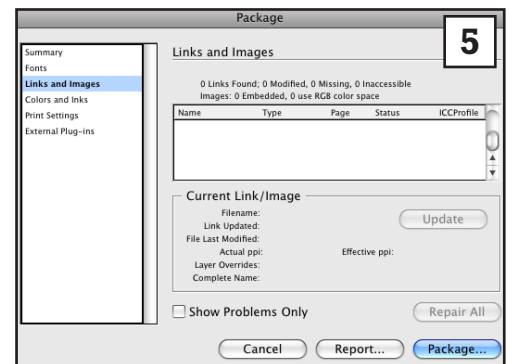 Package
5
Summary
Fonts
Links and Images
Colors and Inks
Print Settings
External Plug-ins
Links and Images
0 Links Found; 0 Modified, 0 Missing, 0 Inaccessible
Images: 0 Embedded, 0 use RGB color space
Name Type Page Status ICCProfile
Current Link/Image
Filename:
Link Updated:
File Last Modified:
Actual ppi: Effective ppi:
Layer Overrides:
Complete Name:
Update
Show Problems Only
Repair All
Cancel Report... Package...